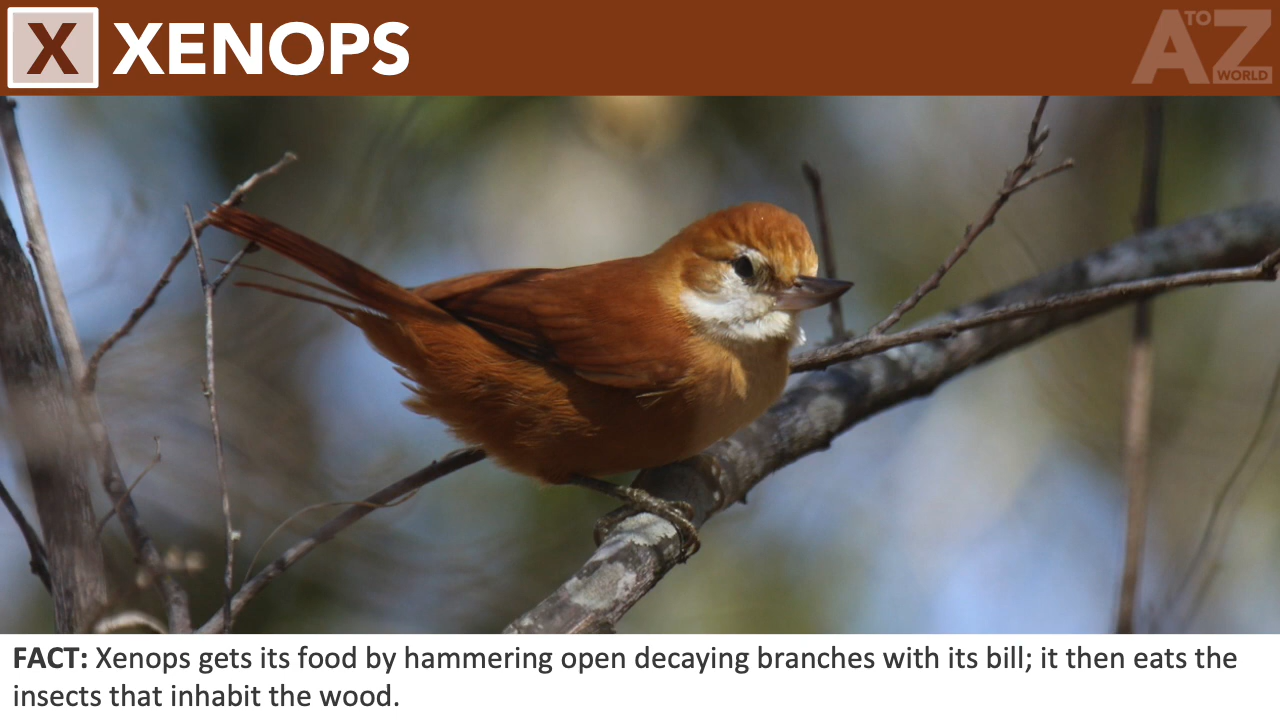 X XENOPS
A TO Z WORLD
FACT: Xenops gets its food by hammering open decaying branches with its bill; it then eats the
insects that inhabit the wood.